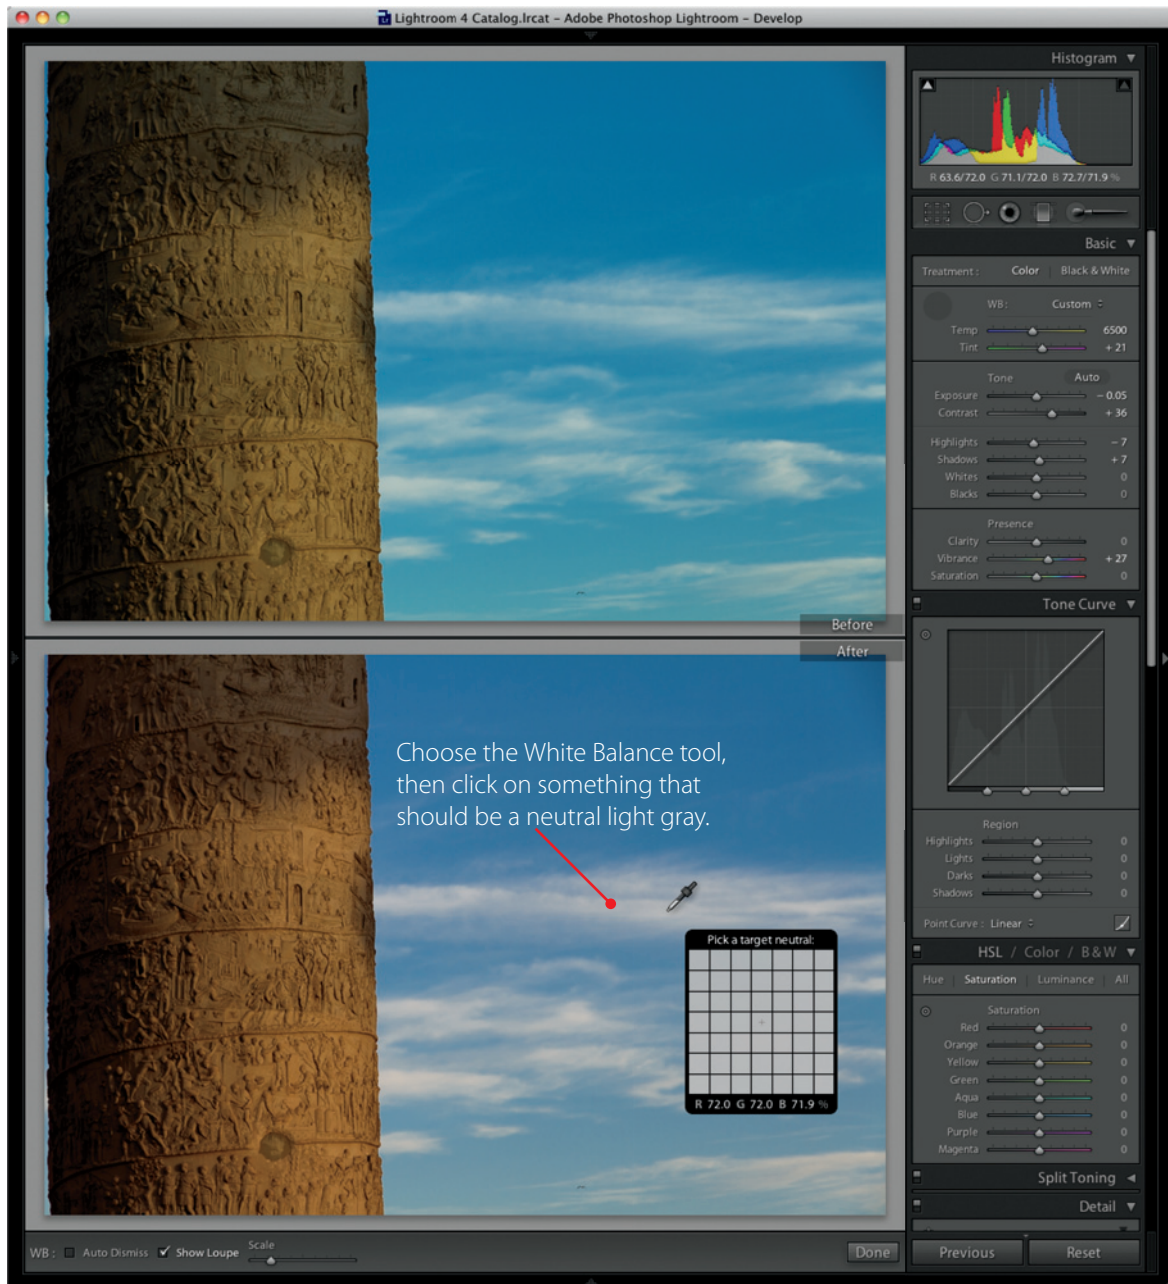 Lightroom 4 Catalog.lrcat – Adobe Photoshop Lightroom – Develop
Before
After
Choose the White Balance tool,
then click on something that
should be a neutral light gray.
Pick a target neutral:
R 72.0 G 72.0 B 71.9 %
WB : Auto Dismiss Show Loupe Scale
Done
Histogram
R 63.6/72.0 G 71.1/72.0 B 72.7/71.9 %
Basic
Treatment : Color Black & White
WB : Custom
Temp 6500
Tint + 21
Tone Auto
Exposure – 0.05
Contrast + 36
Highlights – 7
Shadows + 7
Whites 0
Blacks 0
Presence
Clarity 0
Vibrance + 27
Saturation 0
Tone Curve
Region
Highlights 0
Lights 0
Darks 0
Shadows 0
Point Curve : Linear
HSL / Color / B & W
Hue Saturation Luminance All
Saturation
Red 0
Orange 0
Yellow 0
Green 0
Aqua 0
Blue 0
Purple 0
Magenta 0
Split Toning
Detail
Previous Reset